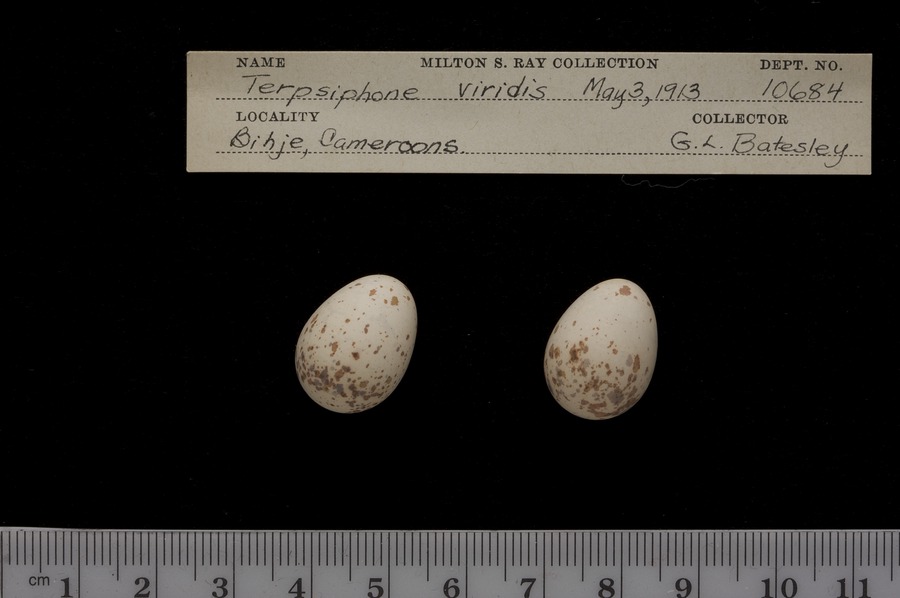 NAME MILTON S. RAY COLLECTION DEPT. NO.
Terpsiphone viridis May 3, 1913 10684
LOCALITY COLLECTOR
Bihje, Cameroons. G. L. Batesley
cm 1 2 3 4 5 6 7 8 9 10 11